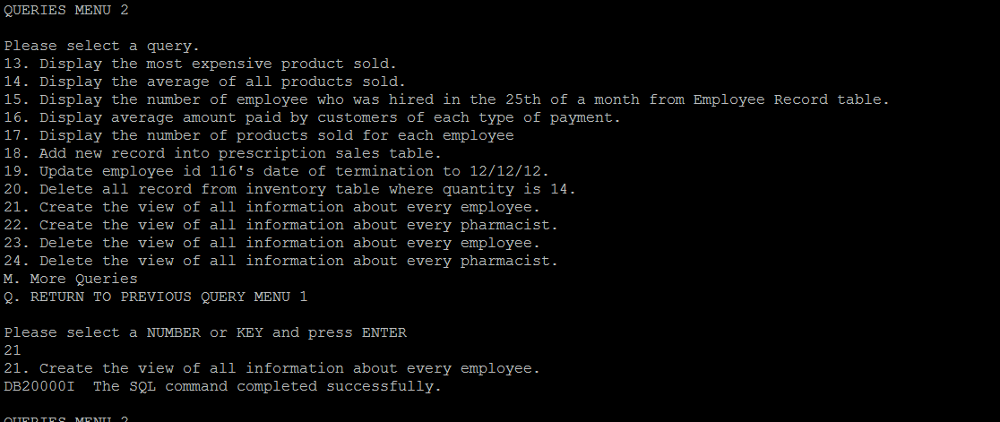 QUERIES MENU 2
Please select a query.
13. Display the most expensive product sold.
14. Display the average of all products sold.
15. Display the number of employee who was hired in the 25th of a month from Employee Record table.
16. Display average amount paid by customers of each type of payment.
17. Display the number of products sold for each employee
18. Add new record into prescription sales table.
19. Update employee id 116's date of termination to 12/12/12.
20. Delete all record from inventory table where quantity is 14.
21. Create the view of all information about every employee.
22. Create the view of all information about every pharmacist.
23. Delete the view of all information about every employee.
24. Delete the view of all information about every pharmacist.
M. More Queries
Q. RETURN TO PREVIOUS QUERY MENU 1
Please select a NUMBER or KEY and press ENTER
21
21. Create the view of all information about every employee.
DB20000I  The SQL command completed successfully.
QUERIES MENU 2